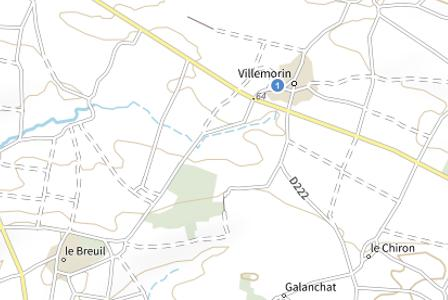 Villemorin
1
64
D222
le Breuil
le Chiron
Galanchat